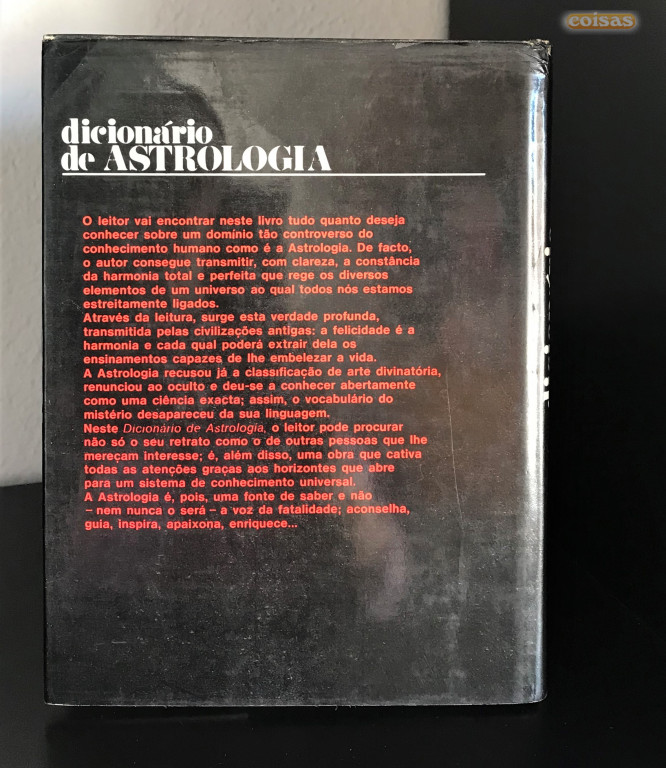 coisas
dicionário
de ASTROLOGIA
O leitor vai encontrar neste livro tudo quanto deseja
conhecer sobre um domínio tão controverso do
conhecimento humano como é a Astrologia. De facto,
o autor consegue transmitir, com clareza, a constância
da harmonia total e perfeita que rege os diversos
elementos de um universo ao qual todos nós estamos
estreitamente ligados.
Através da leitura, surge esta verdade profunda,
transmitida pelas civilizações antigas: a felicidade é a
harmonia e cada qual poderá extrair dela os
ensinamentos capazes de lhe embelezar a vida.
A Astrologia recusou já a classificação de arte divinatória,
renunciou ao oculto e deu-se a conhecer abertamente
como uma ciência exacta; assim, o vocabulário do
mistério desapareceu da sua linguagem.
Neste Dicionário de Astrologia, o leitor pode procurar
não só o seu retrato como o de outras pessoas que lhe
mereçam interesse; é, além disso, uma obra que cativa
todas as atenções graças aos horizontes que abre
para um sistema de conhecimento universal.
A Astrologia é, pois, uma fonte de saber e não
– nem nunca o será – a voz da fatalidade; aconselha,
guia, inspira, apaixona, enriquece...